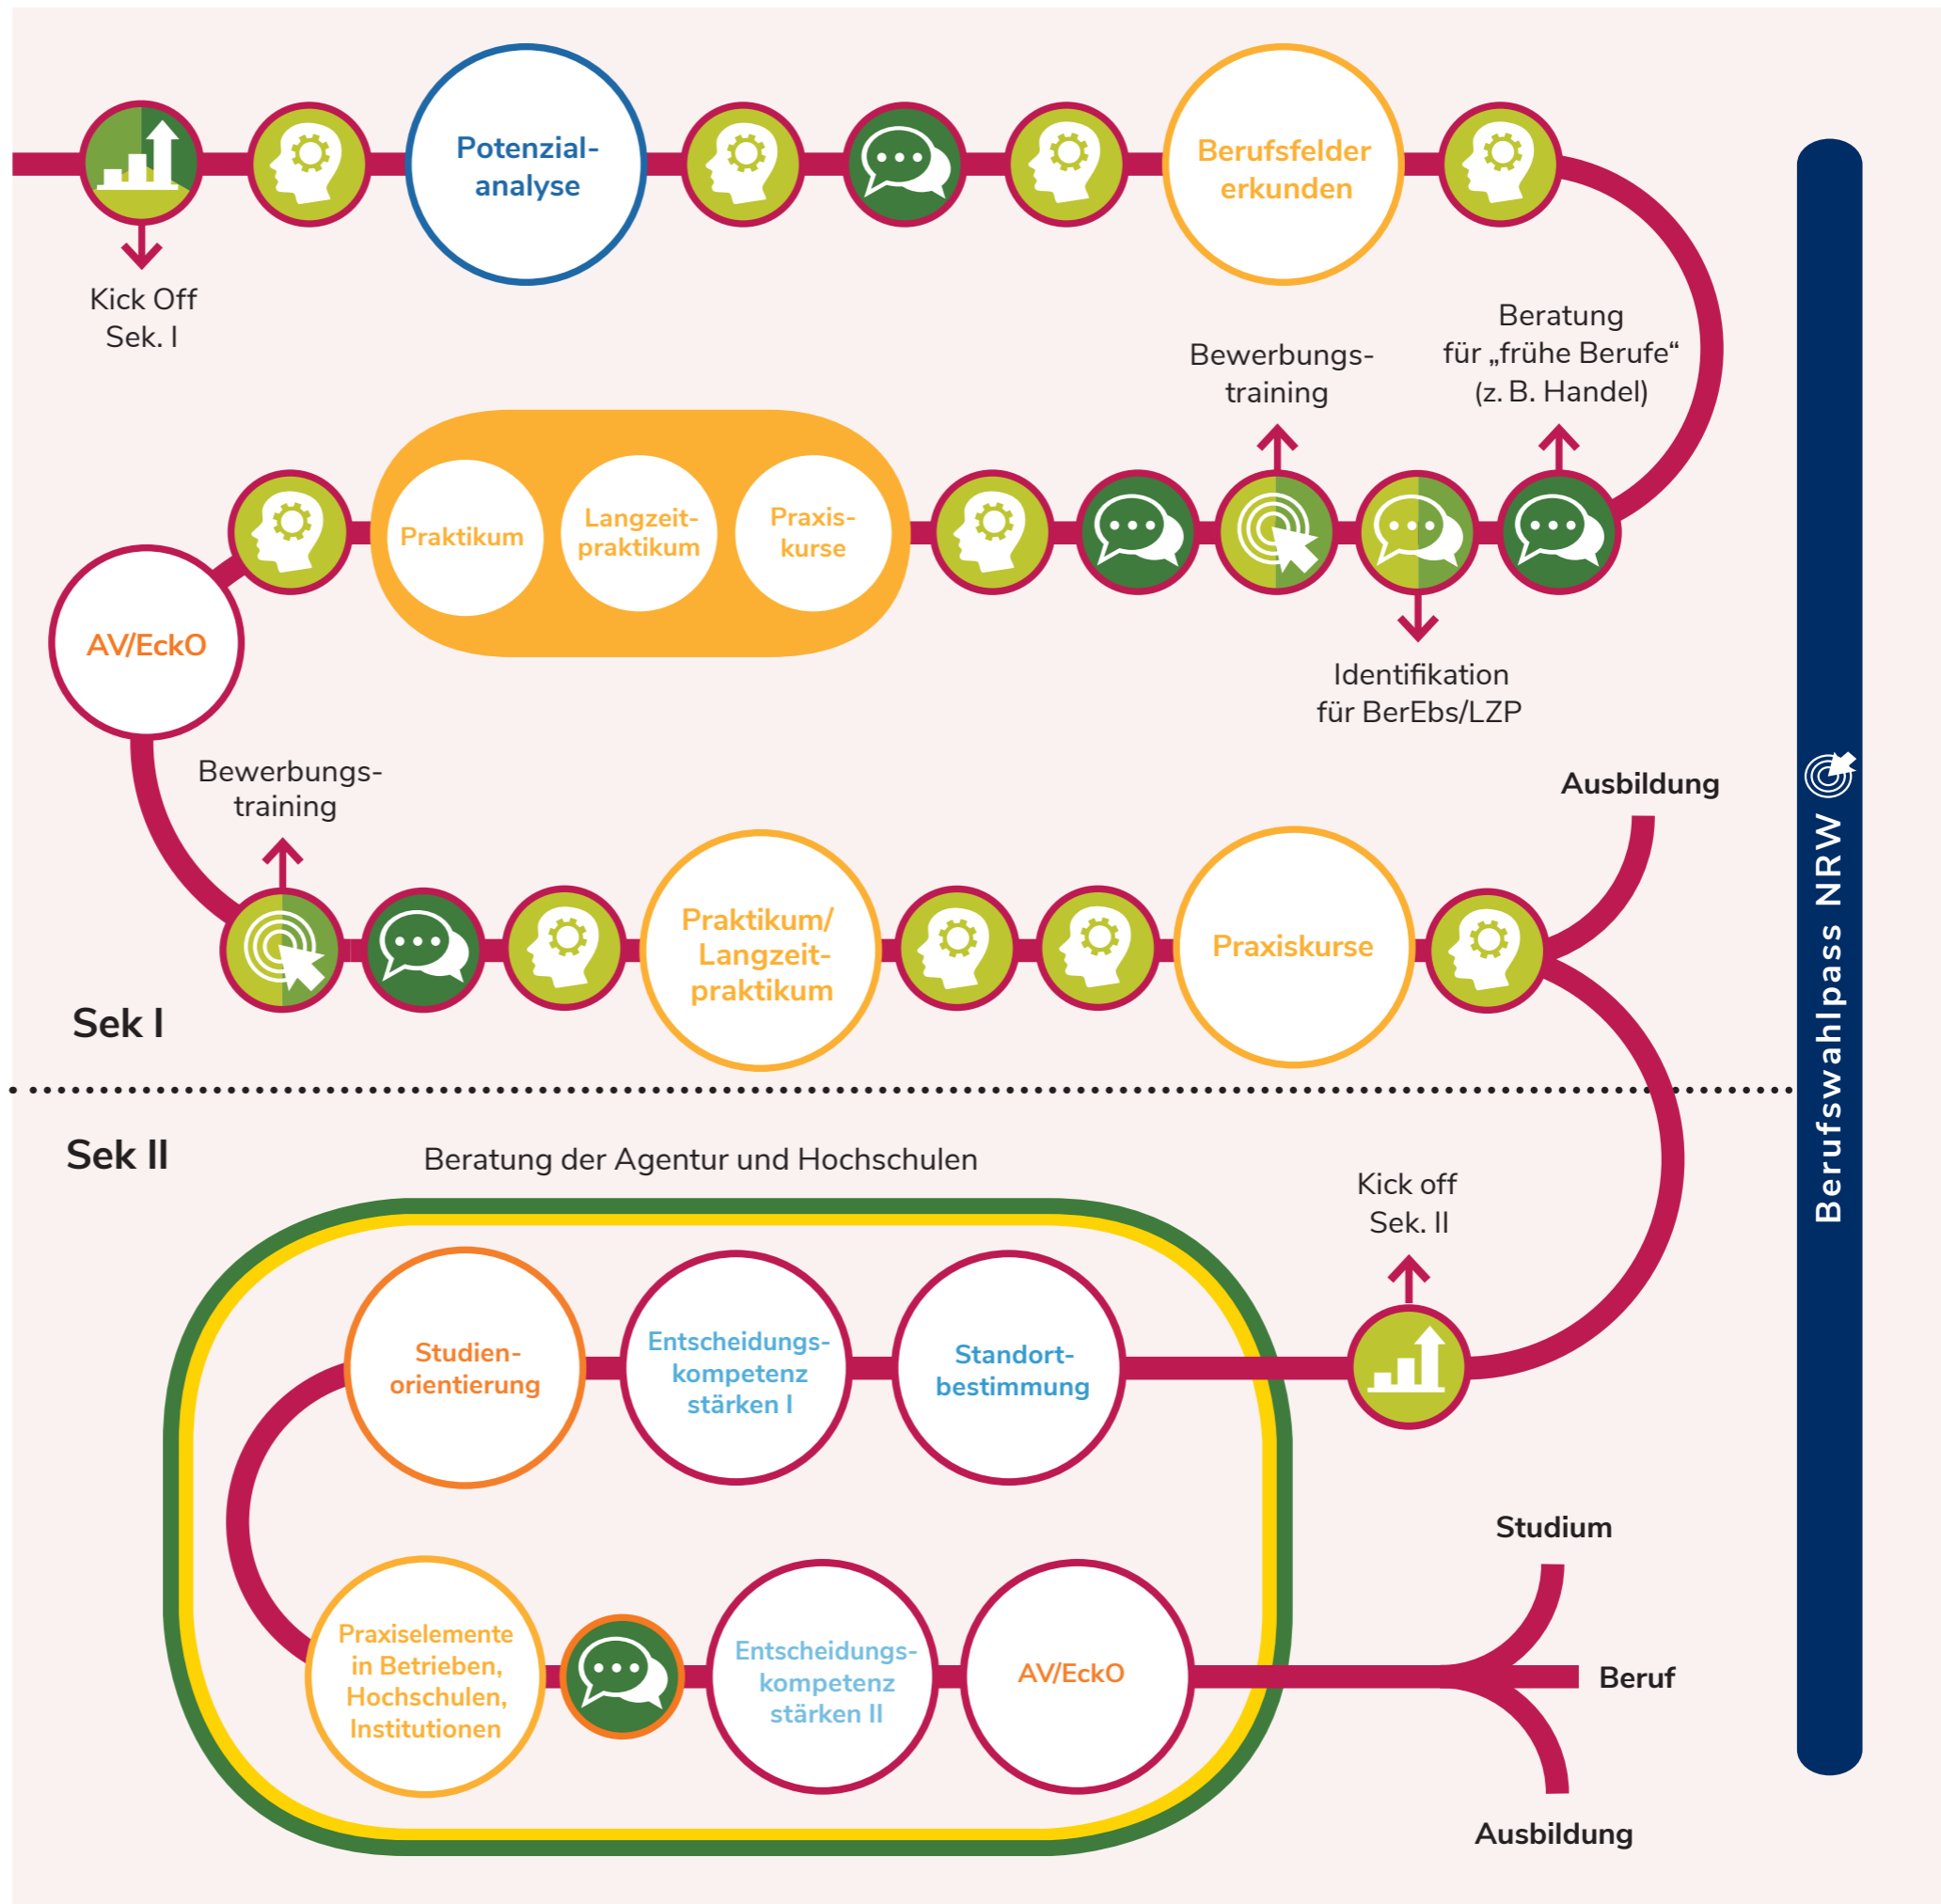 Potenzial-
analyse
Berufsfelder
erkunden
Kick Off
Sek. I
Bewerbungs-
training
Beratung
für „frühe Berufe“
(z. B. Handel)
Praktikum
Langzeit-
praktikum
Praxis-
kurse
AV/EckO
Identifikation
für BerEbs/LZP
Bewerbungs-
training
Ausbildung
Praktikum/
Langzeit-
praktikum
Praxiskurse
Sek I
Berufswahlpass NRW
Sek II
Beratung der Agentur und Hochschulen
Kick off
Sek. II
Studien-
orientierung
Entscheidungs-
kompetenz
stärken I
Standort-
bestimmung
Praxiselemente
in Betrieben,
Hochschulen,
Institutionen
Entscheidungs-
kompetenz
stärken II
AV/EckO
Studium
Beruf
Ausbildung